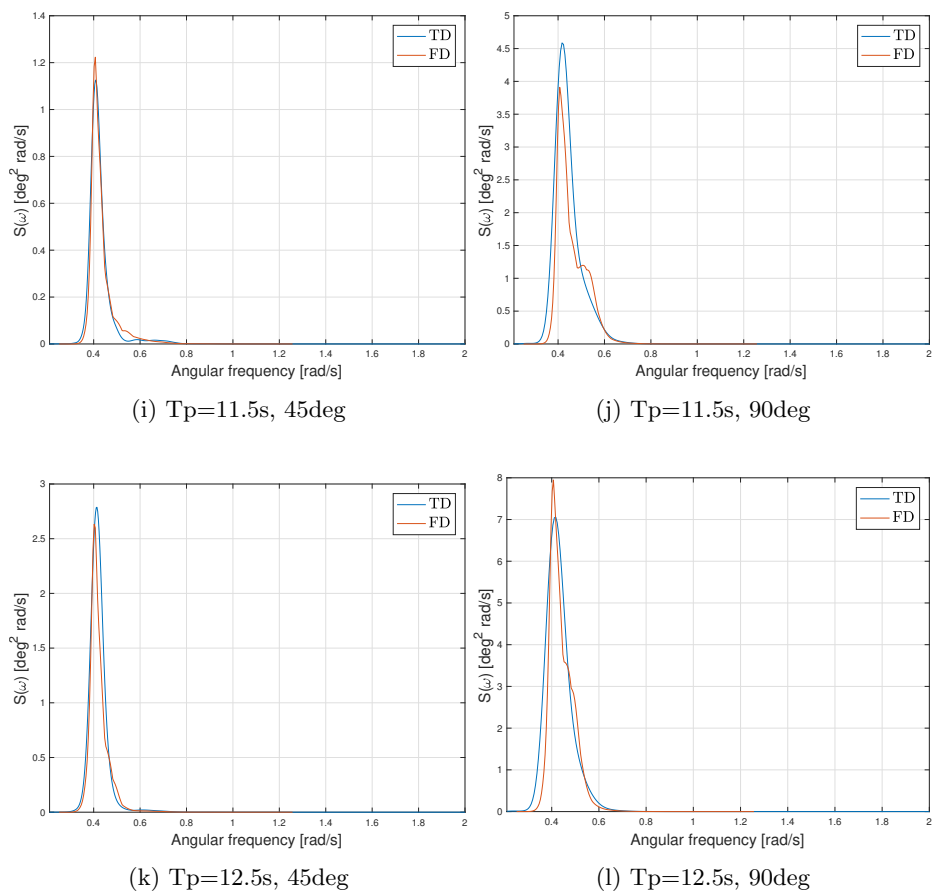 1.4
1.2
1
0.8
0.6
0.4
0.2
0
S(ω) [deg² rad/s]
0.4 0.6 0.8 1 1.2 1.4 1.6 1.8 2
Angular frequency [rad/s]
TD
FD
(i) Tp=11.5s, 45deg
5
4.5
4
3.5
3
2.5
2
1.5
1
0.5
0
S(ω) [deg² rad/s]
0.4 0.6 0.8 1 1.2 1.4 1.6 1.8 2
Angular frequency [rad/s]
TD
FD
(j) Tp=11.5s, 90deg
3
2.5
2
1.5
1
0.5
0
S(ω) [deg² rad/s]
0.4 0.6 0.8 1 1.2 1.4 1.6 1.8 2
Angular frequency [rad/s]
TD
FD
(k) Tp=12.5s, 45deg
8
7
6
5
4
3
2
1
0
S(ω) [deg² rad/s]
0.4 0.6 0.8 1 1.2 1.4 1.6 1.8 2
Angular frequency [rad/s]
TD
FD
(l) Tp=12.5s, 90deg